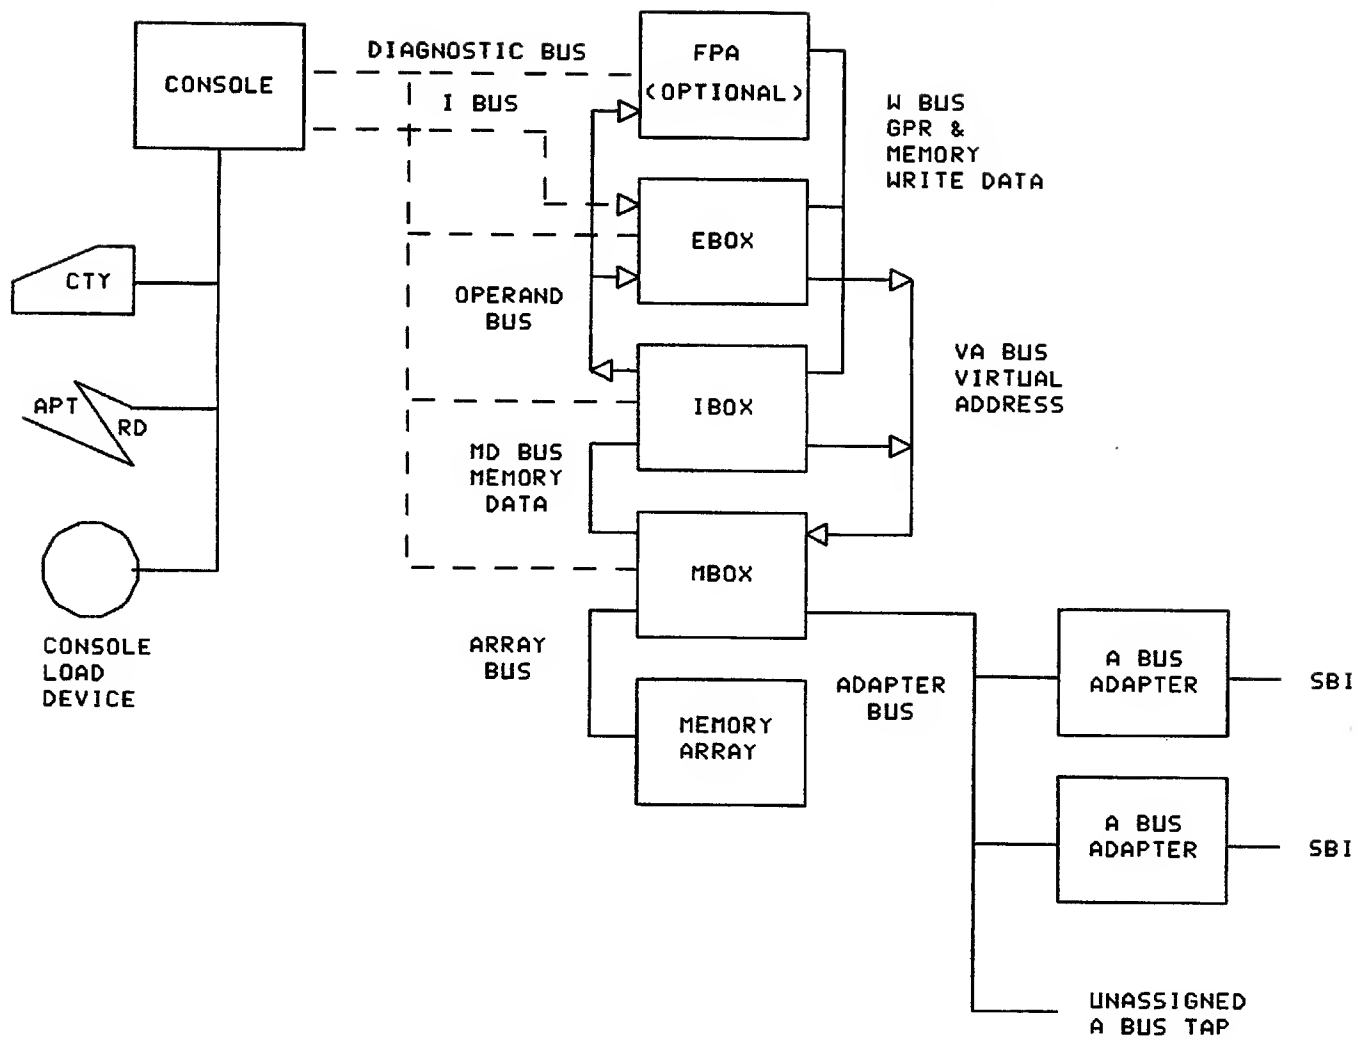 DIAGNOSTIC BUS
CONSOLE
I BUS
FPA
(OPTIONAL)
W BUS
GPR &
MEMORY
WRITE DATA
CTY
EBOX
OPERAND
BUS
VA BUS
VIRTUAL
ADDRESS
APT
RD
IBOX
MD BUS
MEMORY
DATA
MBOX
CONSOLE
LOAD
DEVICE
ARRAY
BUS
MEMORY
ARRAY
ADAPTER
BUS
A BUS
ADAPTER
SBI
A BUS
ADAPTER
SBI
UNASSIGNED
A BUS TAP